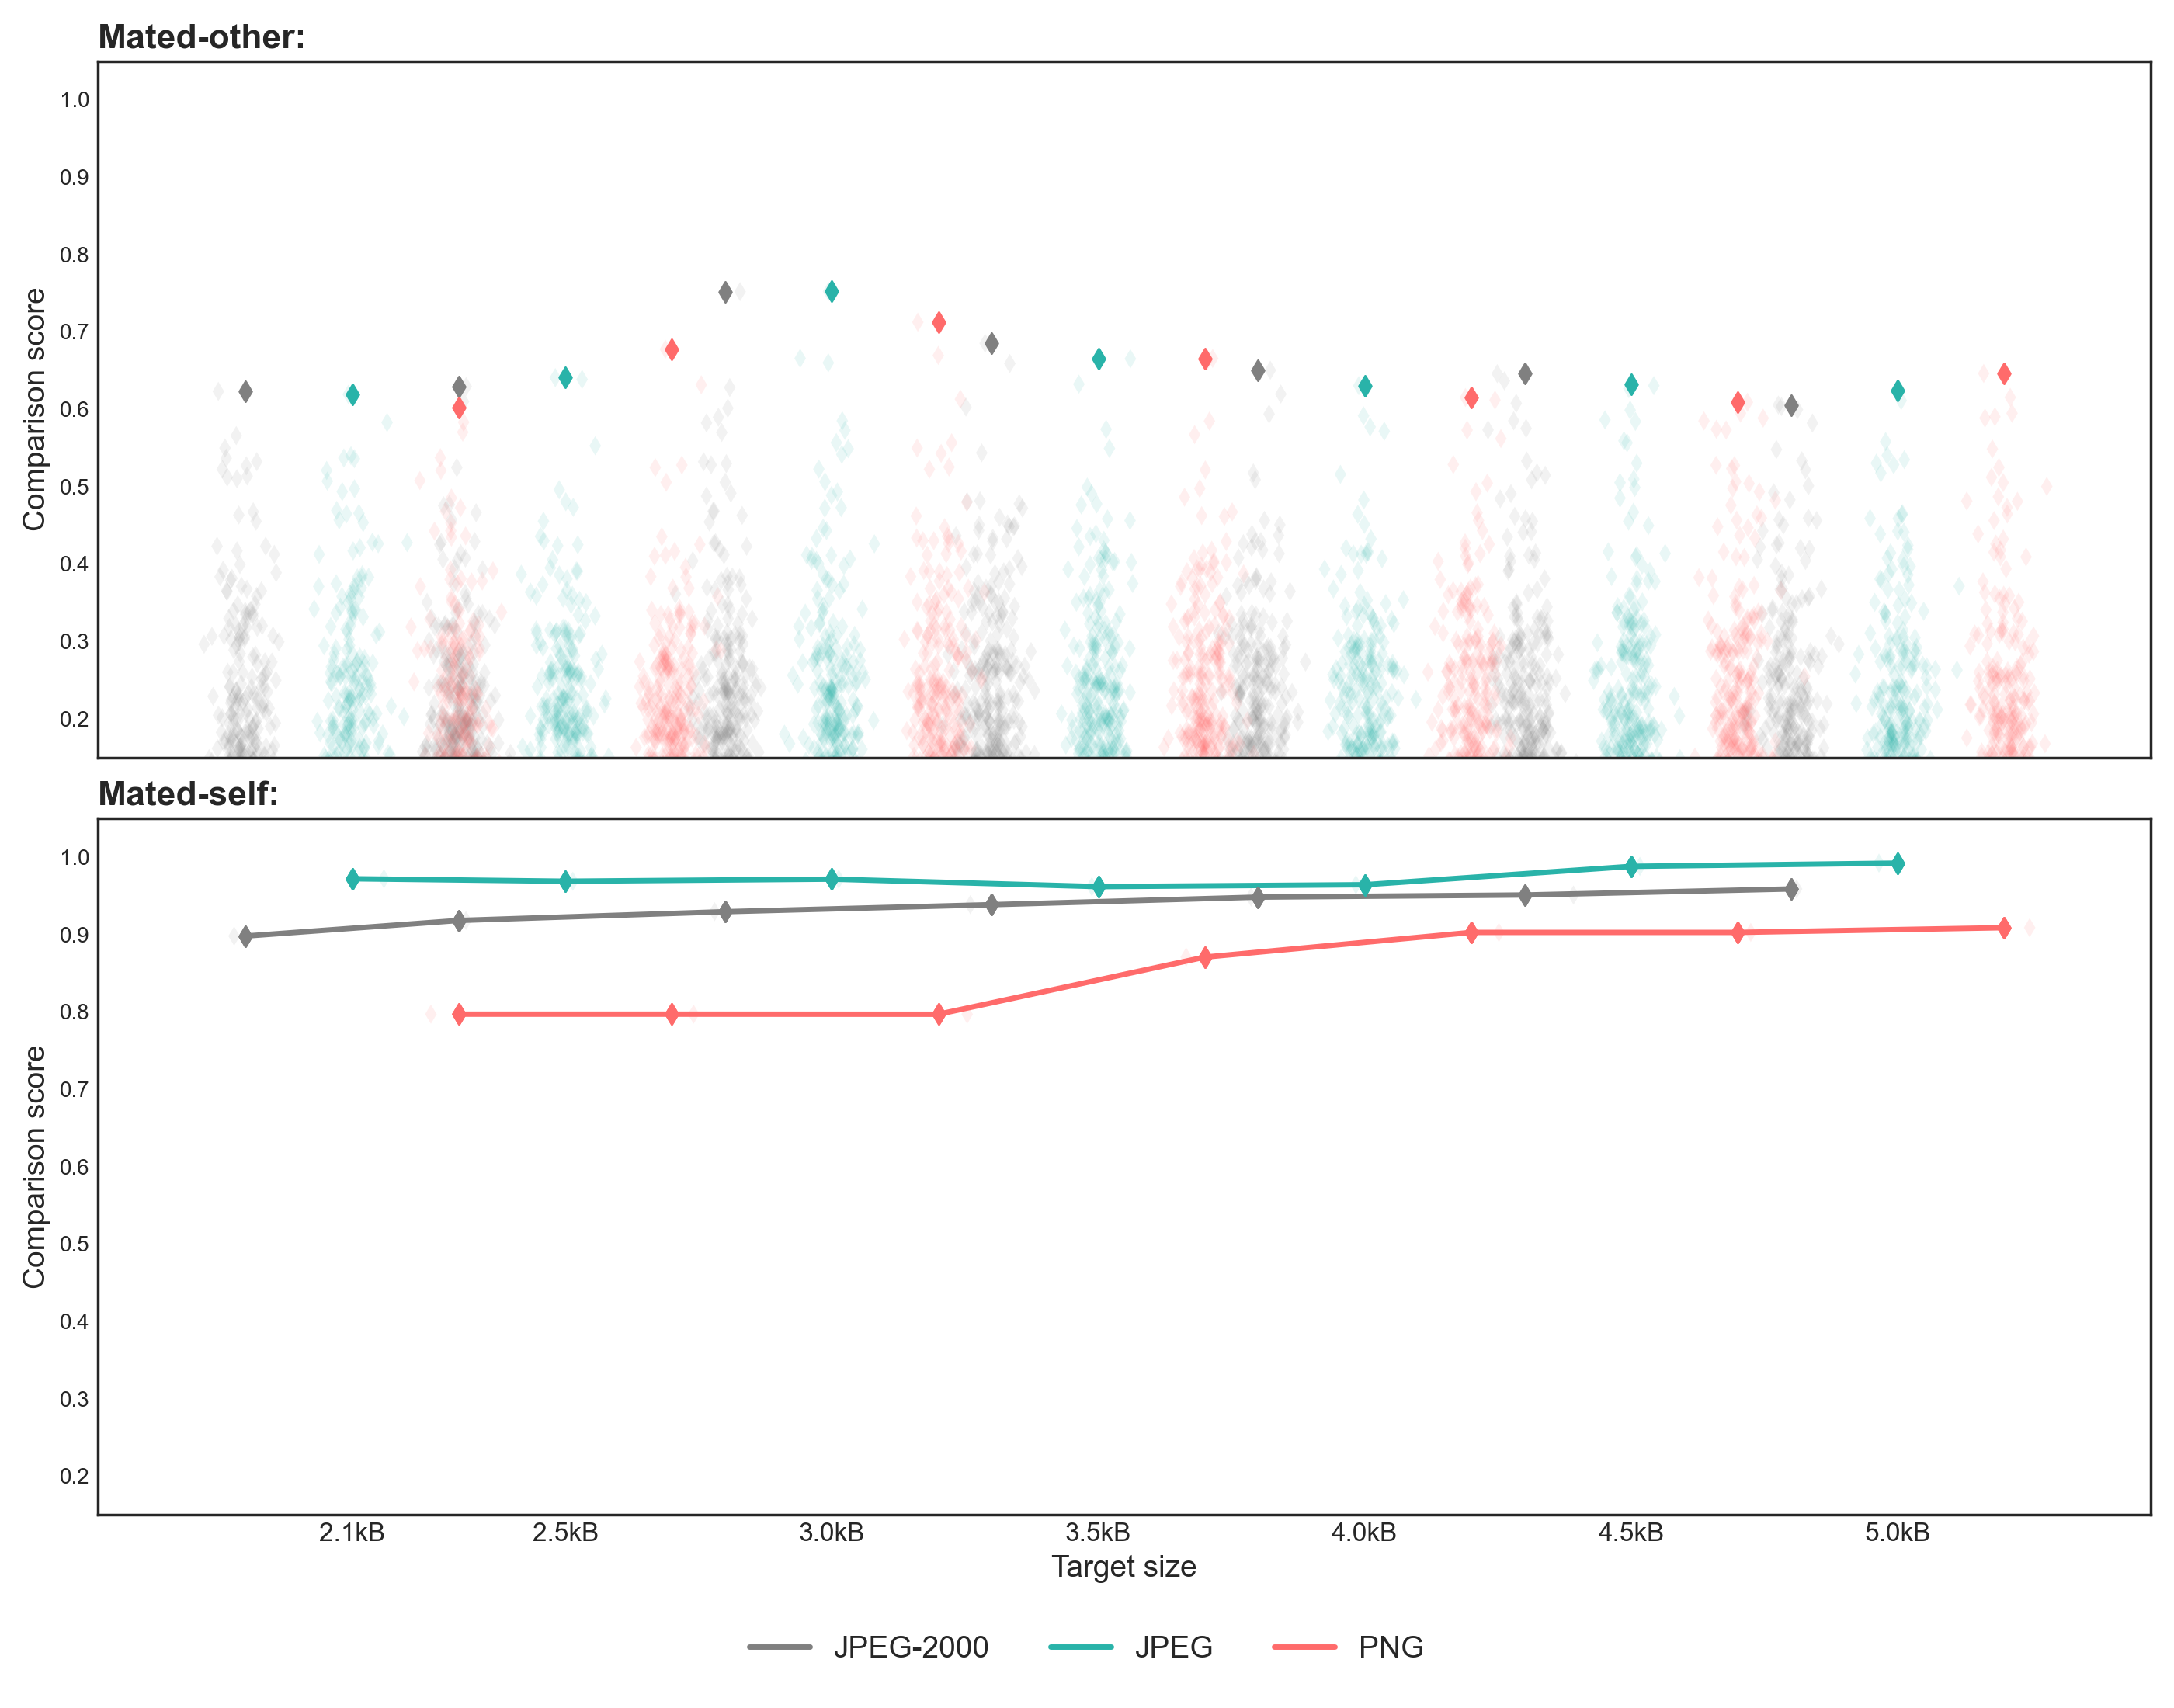 Mated-other:
Comparison score
1.0
0.9
0.8
0.7
0.6
0.5
0.4
0.3
0.2
Mated-self:
Comparison score
1.0
0.9
0.8
0.7
0.6
0.5
0.4
0.3
0.2
2.1kB 2.5kB 3.0kB 3.5kB 4.0kB 4.5kB 5.0kB
Target size
JPEG-2000 JPEG PNG